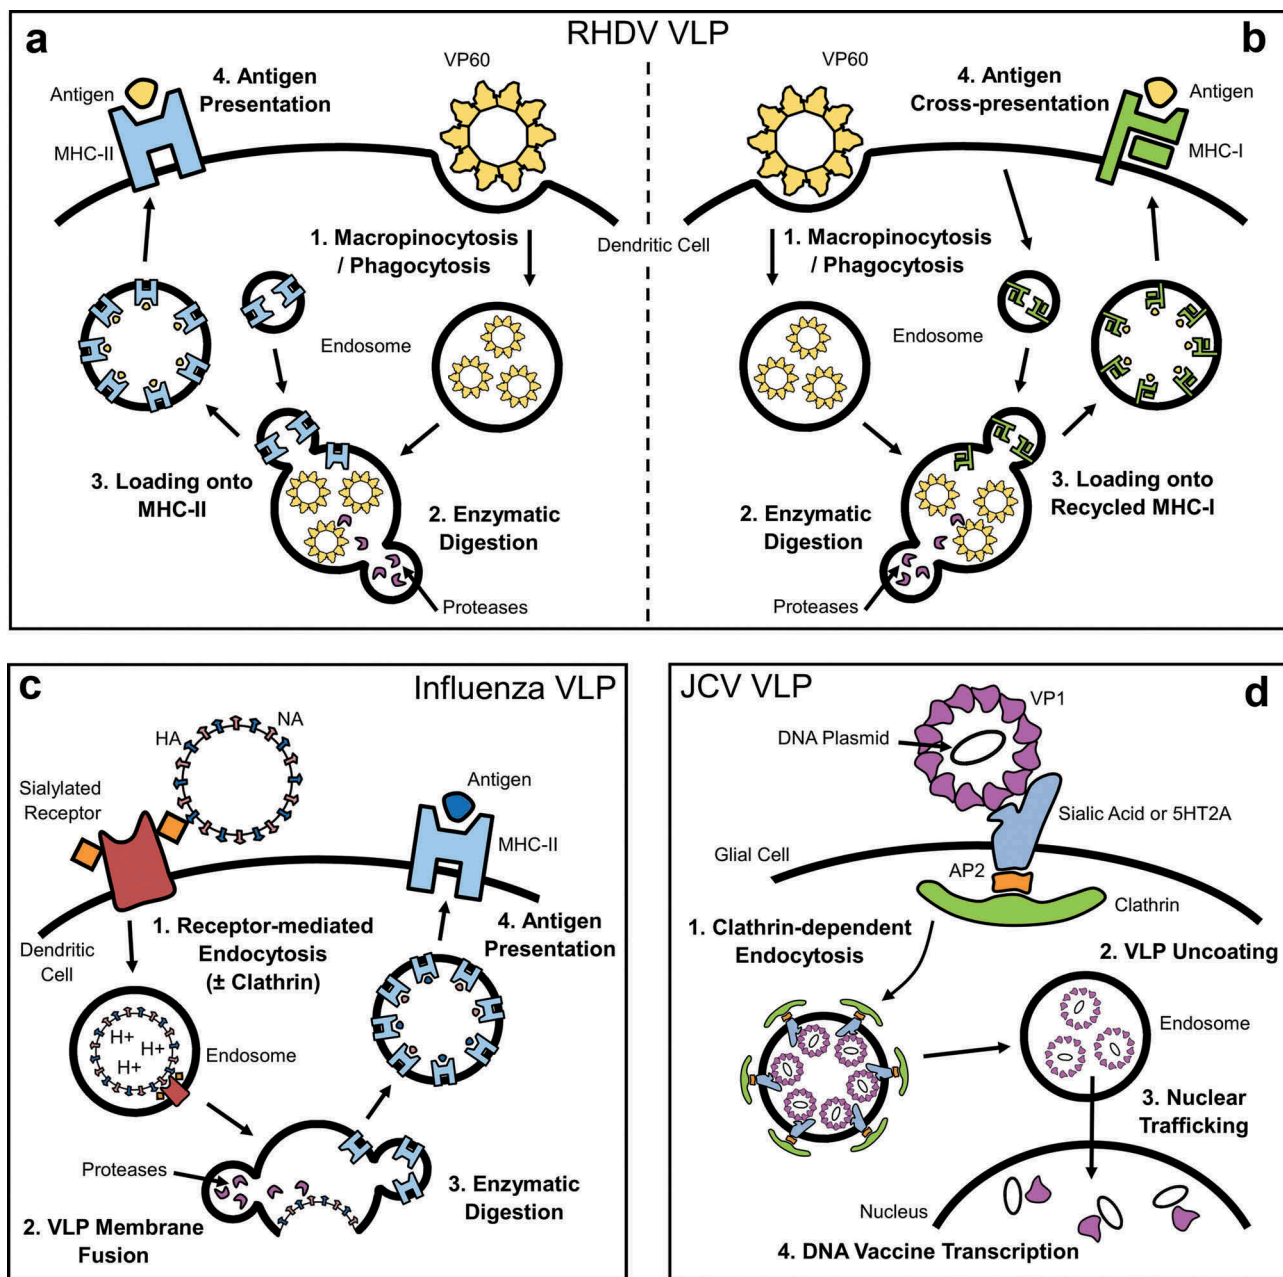 a
RHDV VLP
b
Antigen
4. Antigen
Presentation
MHC-II
VP60
1. Macropinocytosis
/ Phagocytosis
Endosome
3. Loading onto
MHC-II
2. Enzymatic
Digestion
Proteases
Dendritic Cell
VP60
4. Antigen
Cross-presentation
Antigen
MHC-I
1. Macropinocytosis
/ Phagocytosis
Endosome
2. Enzymatic
Digestion
3. Loading onto
Recycled MHC-I
Proteases
c
Influenza VLP
HA
NA
Sialylated
Receptor
Antigen
MHC-II
1. Receptor-mediated
Endocytosis
(± Clathrin)
4. Antigen
Presentation
Dendritic
Cell
H+
H+
H+
Endosome
Proteases
3. Enzymatic
Digestion
2. VLP Membrane
Fusion
JCV VLP
d
VP1
DNA Plasmid
Sialic Acid or 5HT2A
Glial Cell
AP2
Clathrin
1. Clathrin-dependent
Endocytosis
2. VLP Uncoating
Endosome
3. Nuclear
Trafficking
Nucleus
4. DNA Vaccine Transcription